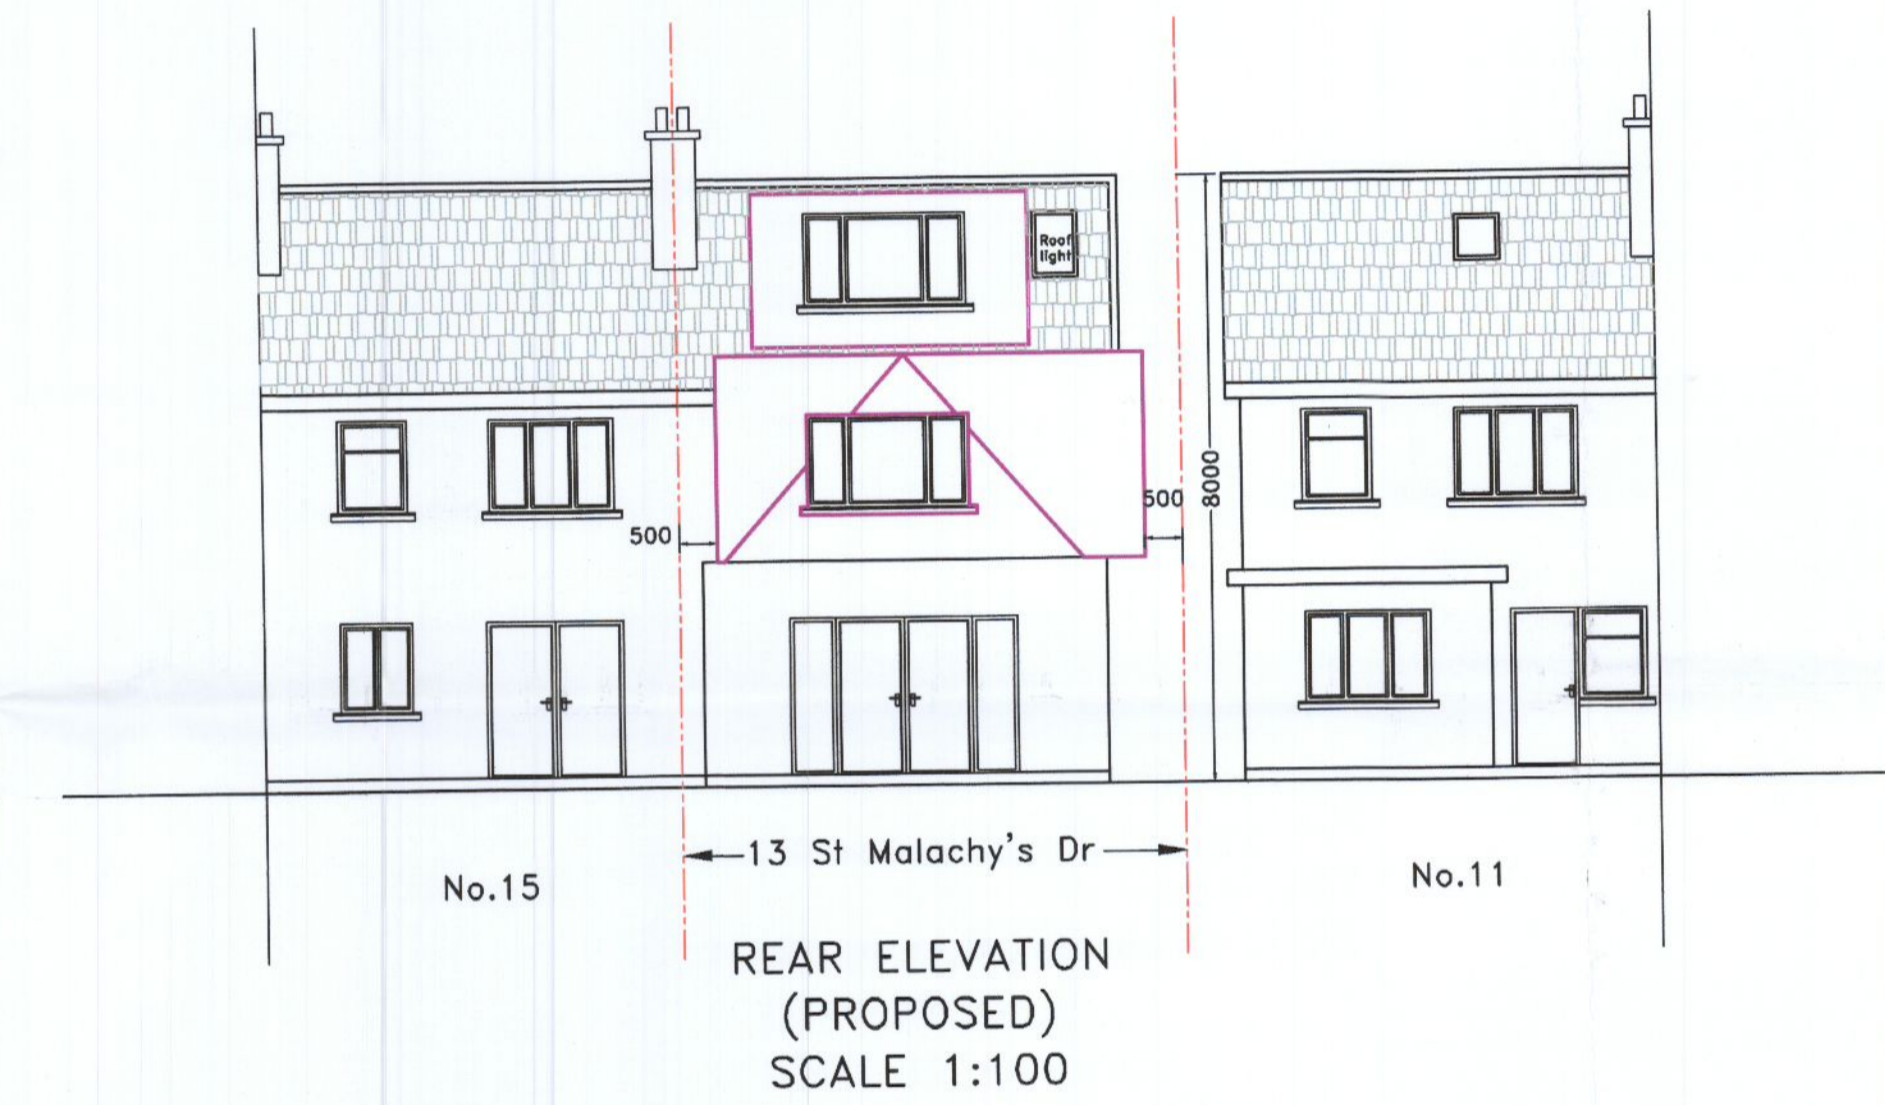 Roof
light
500
500
8000
13 St Malachy's Dr
No.15
No.11
REAR ELEVATION
(PROPOSED)
SCALE 1:100